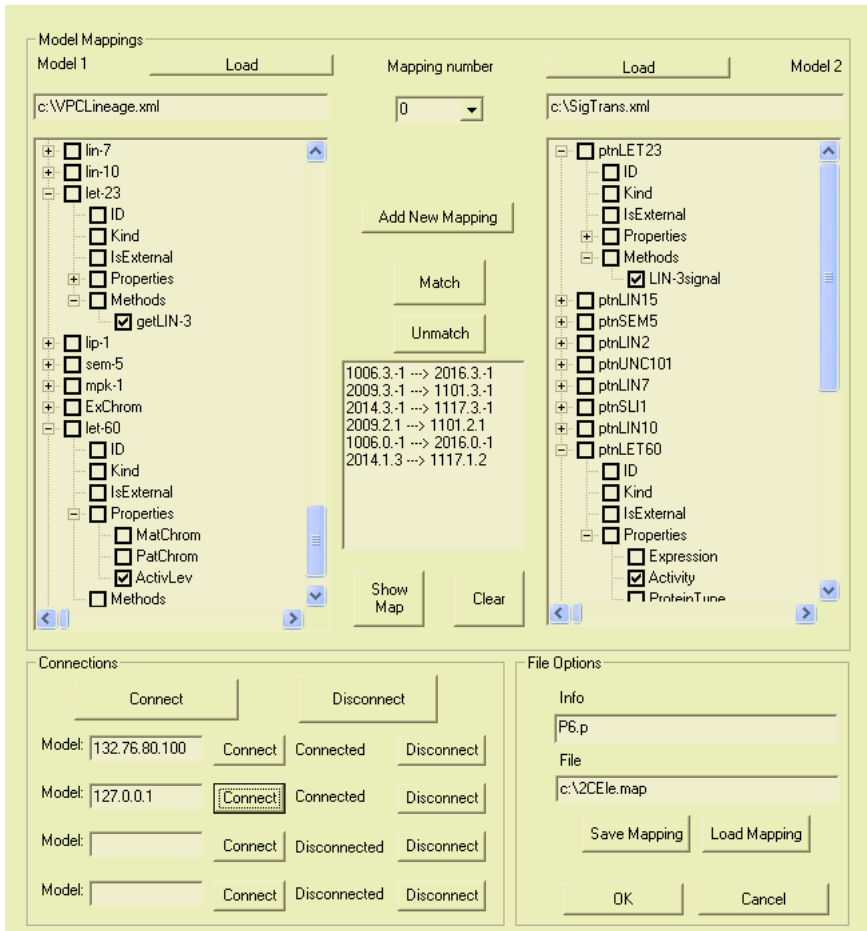 Model Mappings
Model 1
Load
Mapping number
Load
Model 2
c:\VPCLineage.xml
0
c:\SigTrans.xml
lin-7
lin-10
let-23
ID
Kind
IsExternal
Properties
Methods
getLIN-3
lip-1
sem-5
mpk-1
ExChrom
let-60
ID
Kind
IsExternal
Properties
MatChrom
PatChrom
ActivLev
Methods
Add New Mapping
Match
Unmatch
1006.3.-1 ---> 2016.3.-1
2009.3.-1 ---> 1101.3.-1
2014.3.-1 ---> 1117.3.-1
2009.2.1 ---> 1101.2.1
1006.0.-1 ---> 2016.0.-1
2014.1.3 ---> 1117.1.2
Show
Map
Clear
ptnLET23
ID
Kind
IsExternal
Properties
Methods
LIN-3signal
ptnLIN15
ptnSEM5
ptnLIN2
ptnUNC101
ptnLIN7
ptnSLI1
ptnLIN10
ptnLET60
ID
Kind
IsExternal
Properties
Expression
Activity
ProteinType
Connections
Connect
Disconnect
Model: 132.76.80.100 Connect Connected Disconnect
Model: 127.0.0.1 Connect Connected Disconnect
Model: Connect Disconnected Disconnect
Model: Connect Disconnected Disconnect
File Options
Info
P6.p
File
c:\2CEle.map
Save Mapping
Load Mapping
OK
Cancel